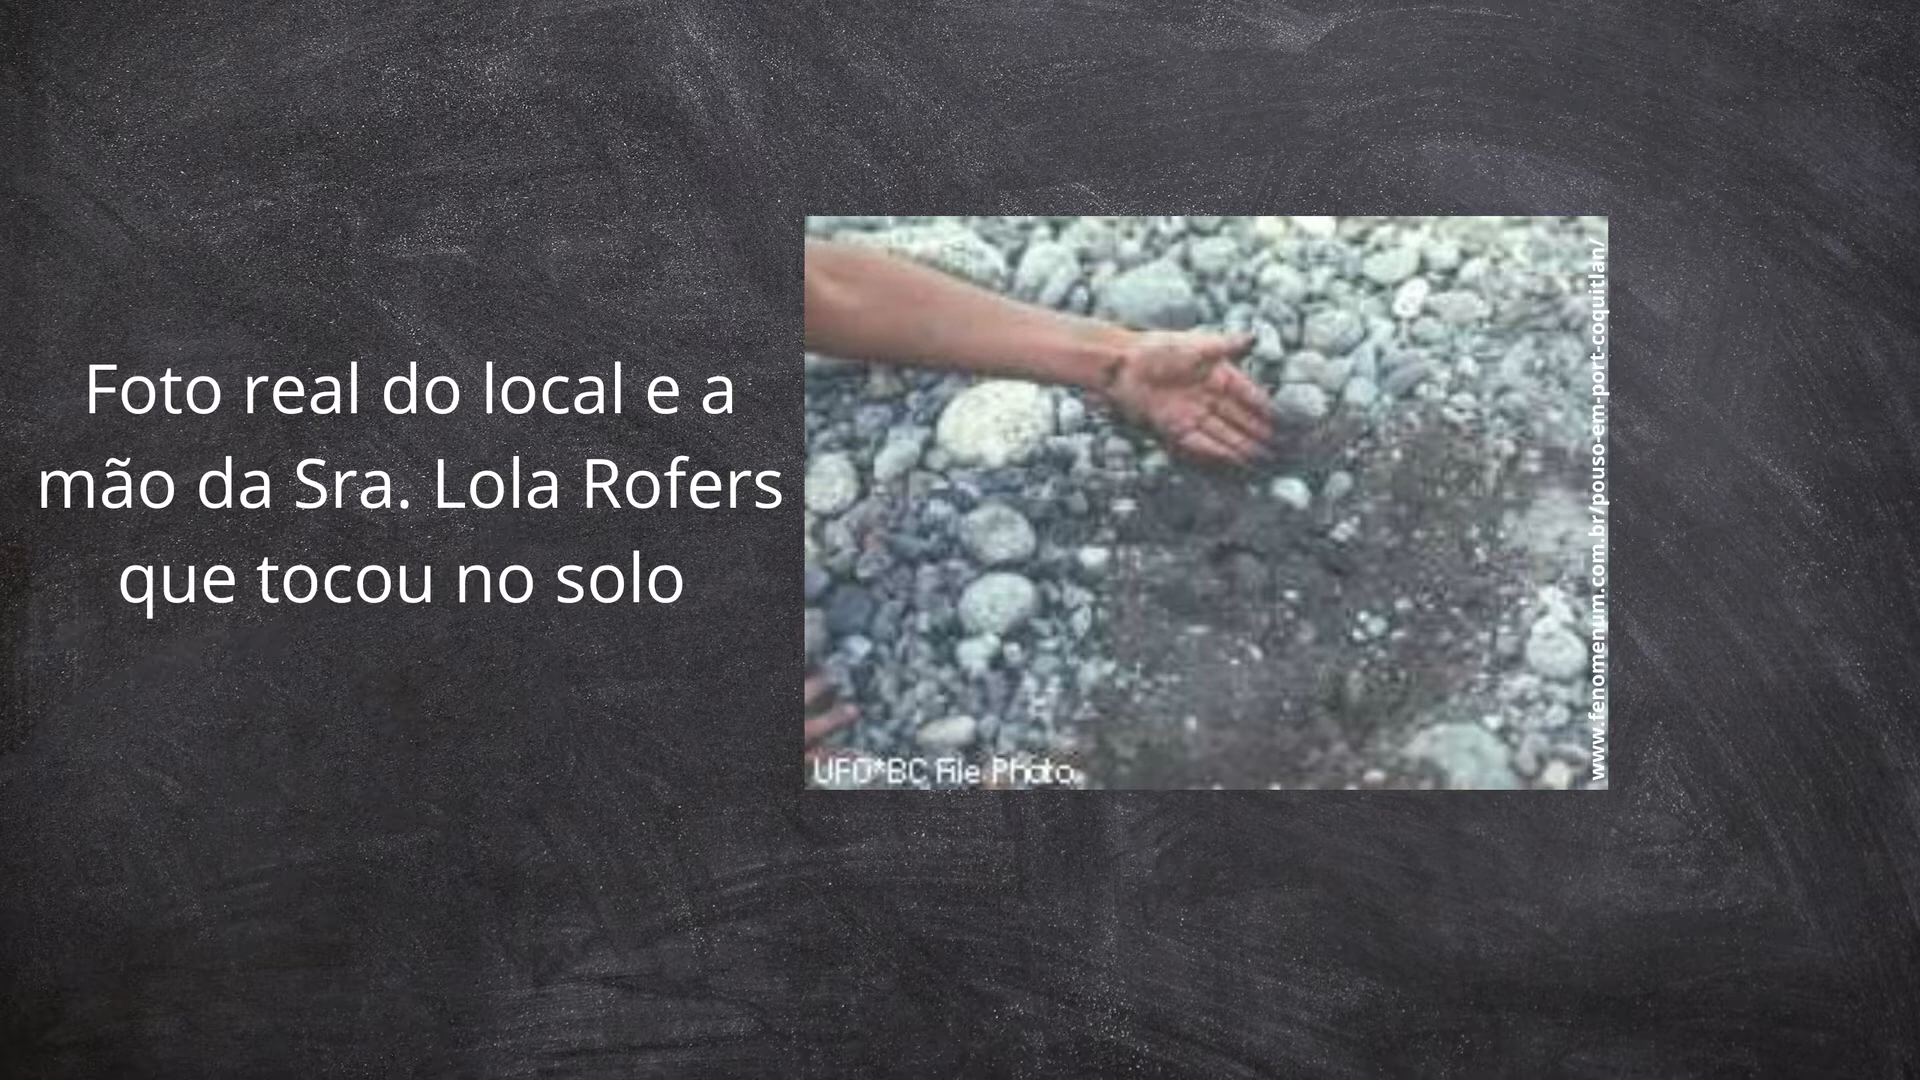 Foto real do local e a
mão da Sra. Lola Rofers
que tocou no solo
www.fenomenum.com.br/pouso-em-port-coquitlan/
UFO*BC File Photo